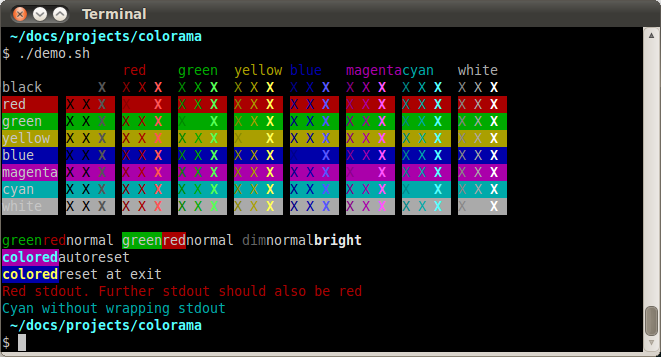 Terminal
~/docs/projects/colorama
$ ./demo.sh
red green yellow blue magentacyan white
black X X X X X X X X X X X X X X X X X X X X X X
red X X X X X X X X X X X X X X X X X X X X X X
green X X X X X X X X X X X X X X X X X X X X X X
yellow X X X X X X X X X X X X X X X X X X X X X X
blue X X X X X X X X X X X X X X X X X X X X X X
magenta X X X X X X X X X X X X X X X X X X X X X X
cyan X X X X X X X X X X X X X X X X X X X X X X
white X X X X X X X X X X X X X X X X X X X X X X
greenrednormal greenrednormal dimnormalbright
coloredautoreset
coloredreset at exit
Red stdout. Further stdout should also be red
Cyan without wrapping stdout
~/docs/projects/colorama
$